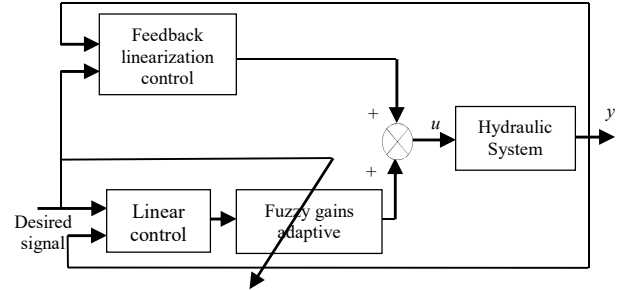 Feedback
linearization
control
+
u
Hydraulic
System
y
+
Desired
signal
Linear
control
Fuzzy gains
adaptive